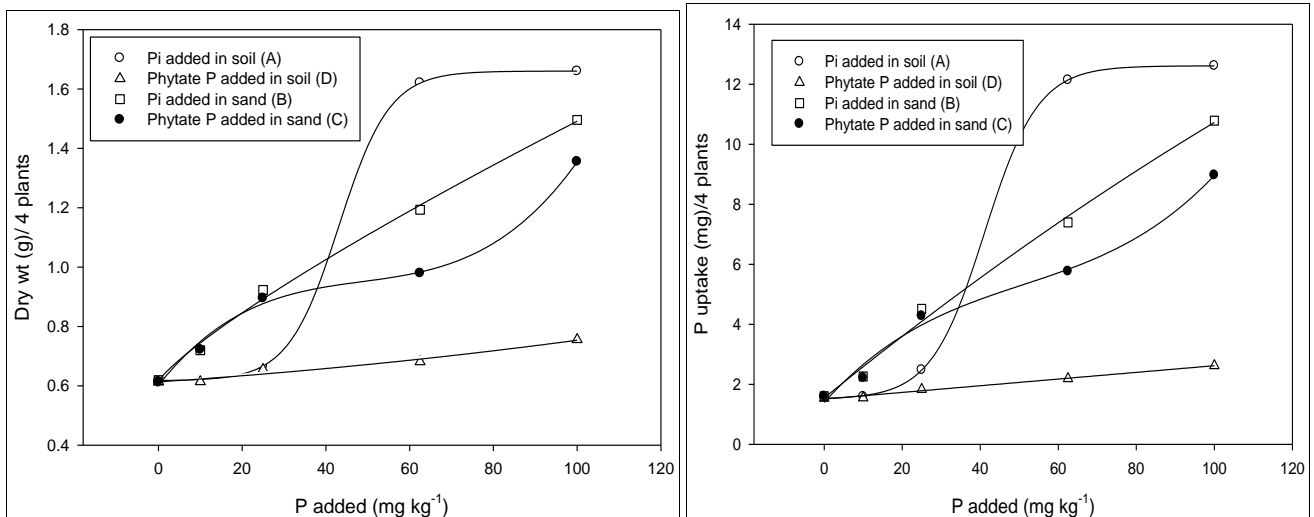 Dry wt (g)/ 4 plants
1.8
1.6
1.4
1.2
1.0
0.8
0.6
0.4
Pi added in soil (A)
Phytate P added in soil (D)
Pi added in sand (B)
Phytate P added in sand (C)
0 20 40 60 80 100 120
P added (mg kg⁻¹)
P uptake (mg)/4 plants
14
12
10
8
6
4
2
0
Pi added in soil (A)
Phytate P added in soil (D)
Pi added in sand (B)
Phytate P added in sand (C)
0 20 40 60 80 100 120
P added (mg kg⁻¹)